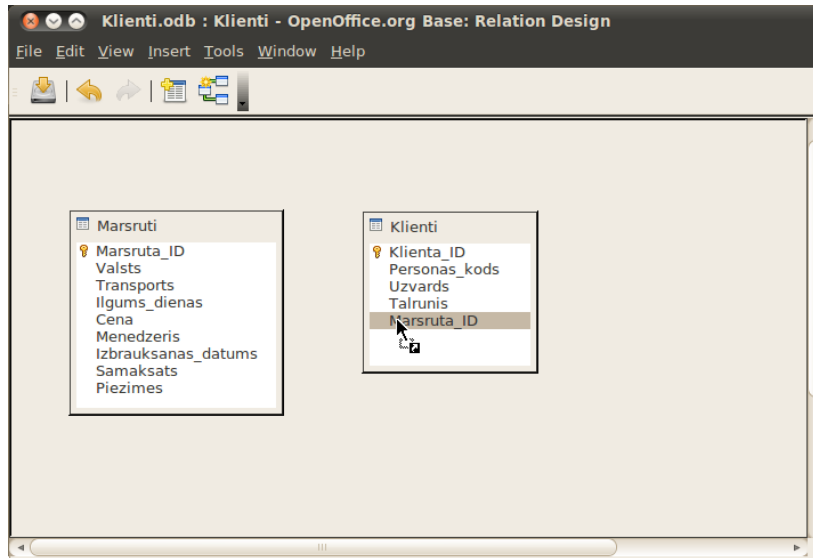 Klienti.odb : Klienti - OpenOffice.org Base: Relation Design
File Edit View Insert Tools Window Help
Marsruti
Marsruta_ID
Valsts
Transports
Ilgums_dienas
Cena
Menedzeris
Izbrauksanas_datums
Samaksats
Piezimes
Klienti
Klienta_ID
Personas_kods
Uzvards
Talrunis
Marsruta_ID